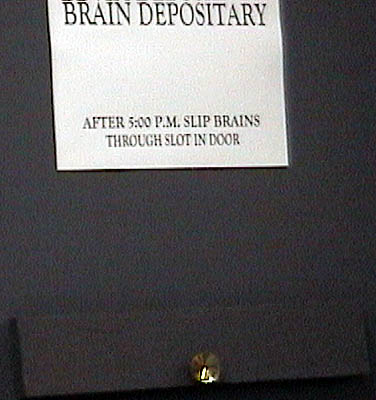 BRAIN DEPOSITARY
AFTER 5:00 P.M. SLIP BRAINS
THROUGH SLOT IN DOOR